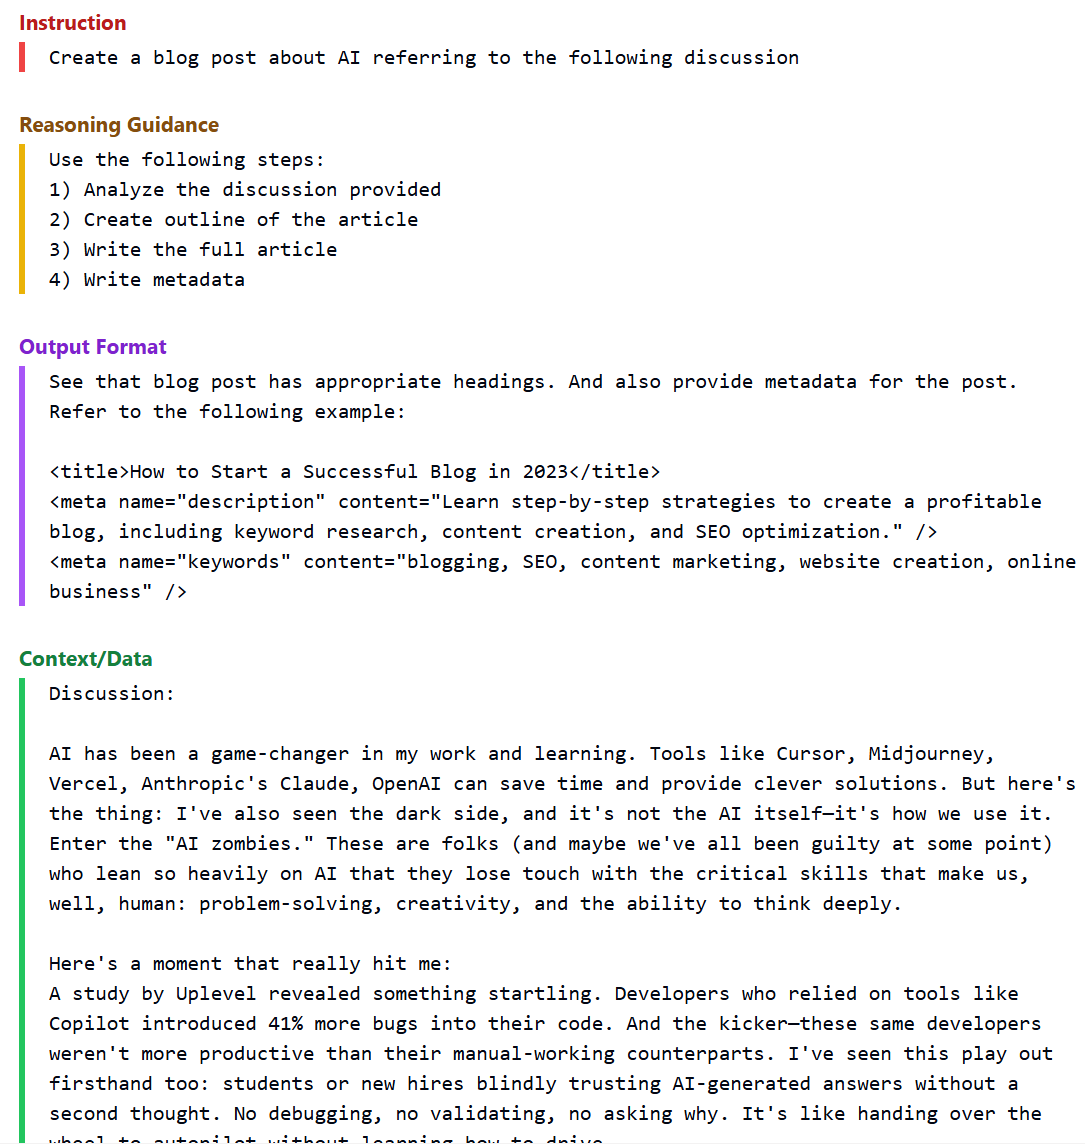 Instruction
Create a blog post about AI referring to the following discussion
Reasoning Guidance
Use the following steps:
1) Analyze the discussion provided
2) Create outline of the article
3) Write the full article
4) Write metadata
Output Format
See that blog post has appropriate headings. And also provide metadata for the post.
Refer to the following example:
<title>How to Start a Successful Blog in 2023</title>
<meta name="description" content="Learn step-by-step strategies to create a profitable
blog, including keyword research, content creation, and SEO optimization." />
<meta name="keywords" content="blogging, SEO, content marketing, website creation, online
business" />
Context/Data
Discussion:
AI has been a game-changer in my work and learning. Tools like Cursor, Midjourney,
Vercel, Anthropic's Claude, OpenAI can save time and provide clever solutions. But here's
the thing: I've also seen the dark side, and it's not the AI itself—it's how we use it.
Enter the "AI zombies." These are folks (and maybe we've all been guilty at some point)
who lean so heavily on AI that they lose touch with the critical skills that make us,
well, human: problem-solving, creativity, and the ability to think deeply.
Here's a moment that really hit me:
A study by Uplevel revealed something startling. Developers who relied on tools like
Copilot introduced 41% more bugs into their code. And the kicker—these same developers
weren't more productive than their manual-working counterparts. I've seen this play out
firsthand too: students or new hires blindly trusting AI-generated answers without a
second thought. No debugging, no validating, no asking why. It's like handing over the
wheel to autopilot without learning how to drive.